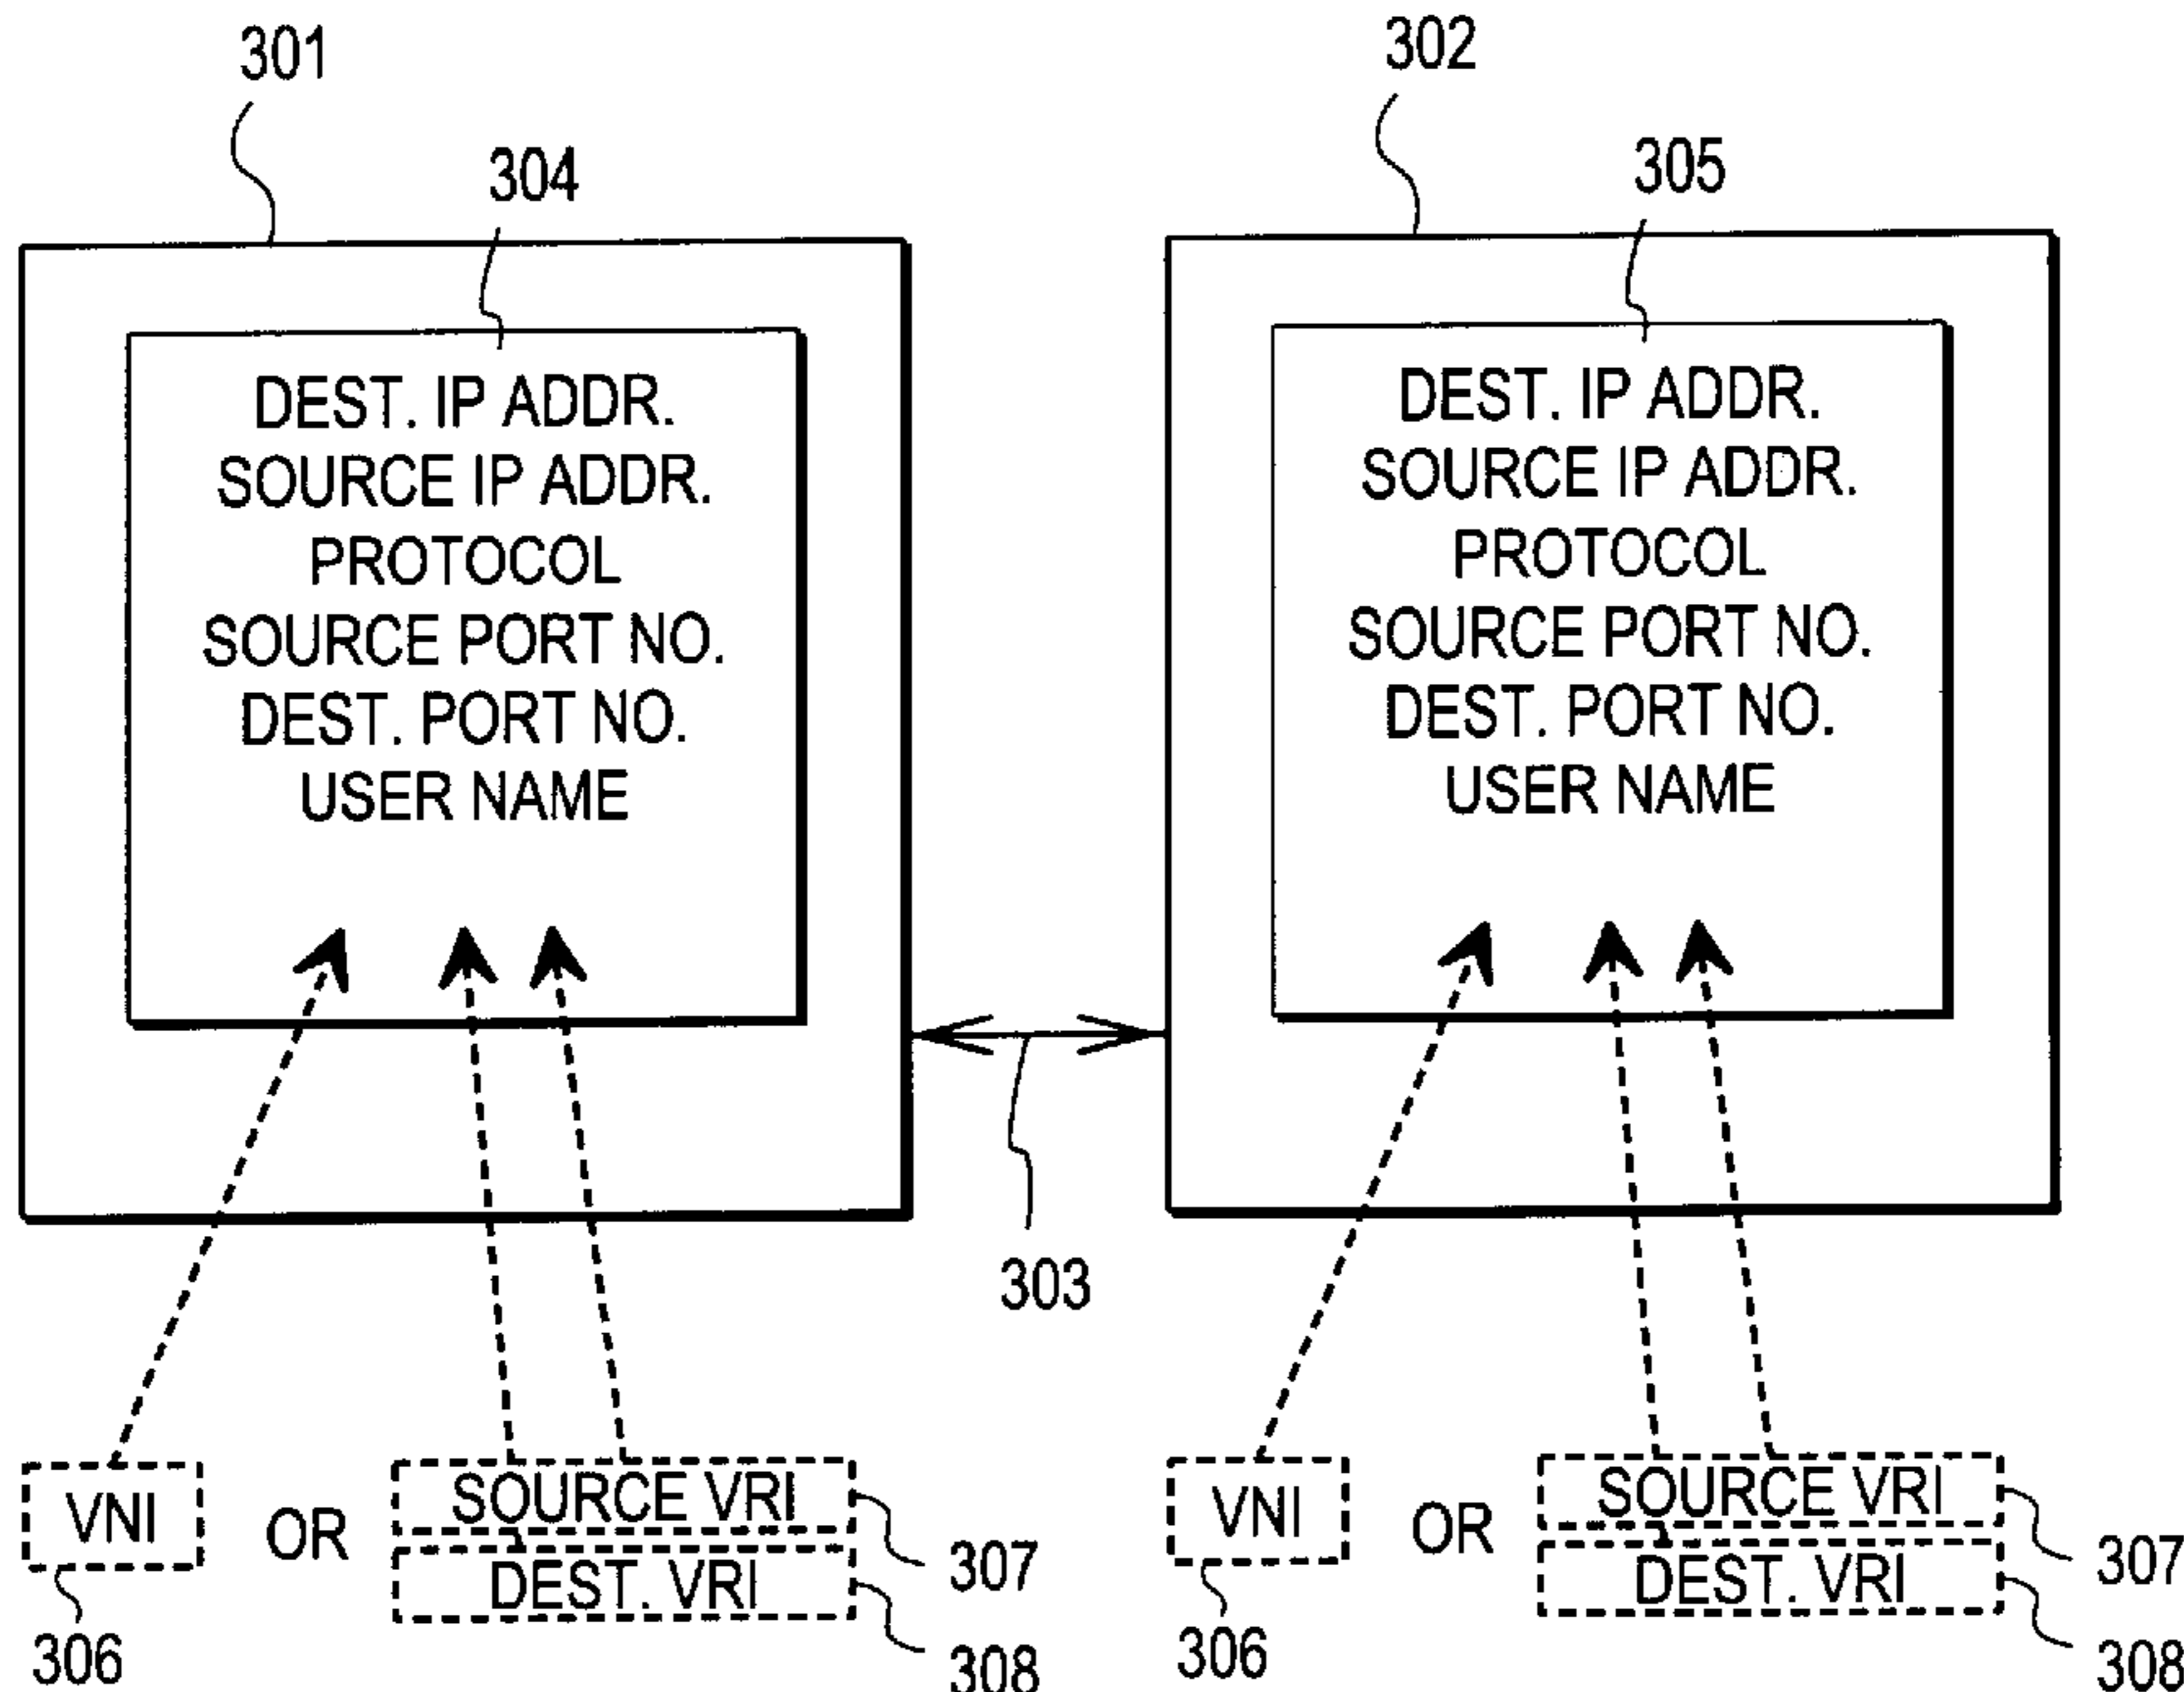 301
302
304
305
DEST. IP ADDR.
SOURCE IP ADDR.
PROTOCOL
SOURCE PORT NO.
DEST. PORT NO.
USER NAME
DEST. IP ADDR.
SOURCE IP ADDR.
PROTOCOL
SOURCE PORT NO.
DEST. PORT NO.
USER NAME
303
VNI
OR
SOURCE VRI
DEST. VRI
306
307
308
VNI
OR
SOURCE VRI
DEST. VRI
306
307
308